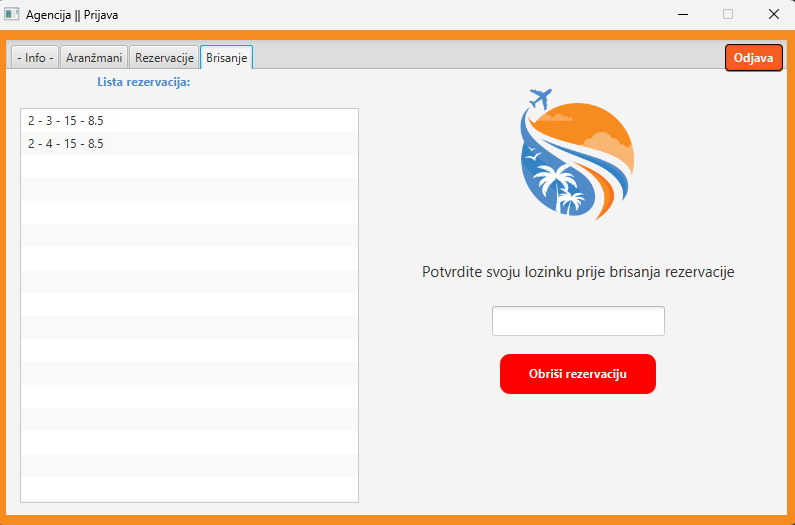 Agencija || Prijava
- Info -
Aranžmani
Rezervacije
Brisanje
Odjava
Lista rezervacija:
2 - 3 - 15 - 8.5
2 - 4 - 15 - 8.5
Potvrdite svoju lozinku prije brisanja rezervacije
Obriši rezervaciju